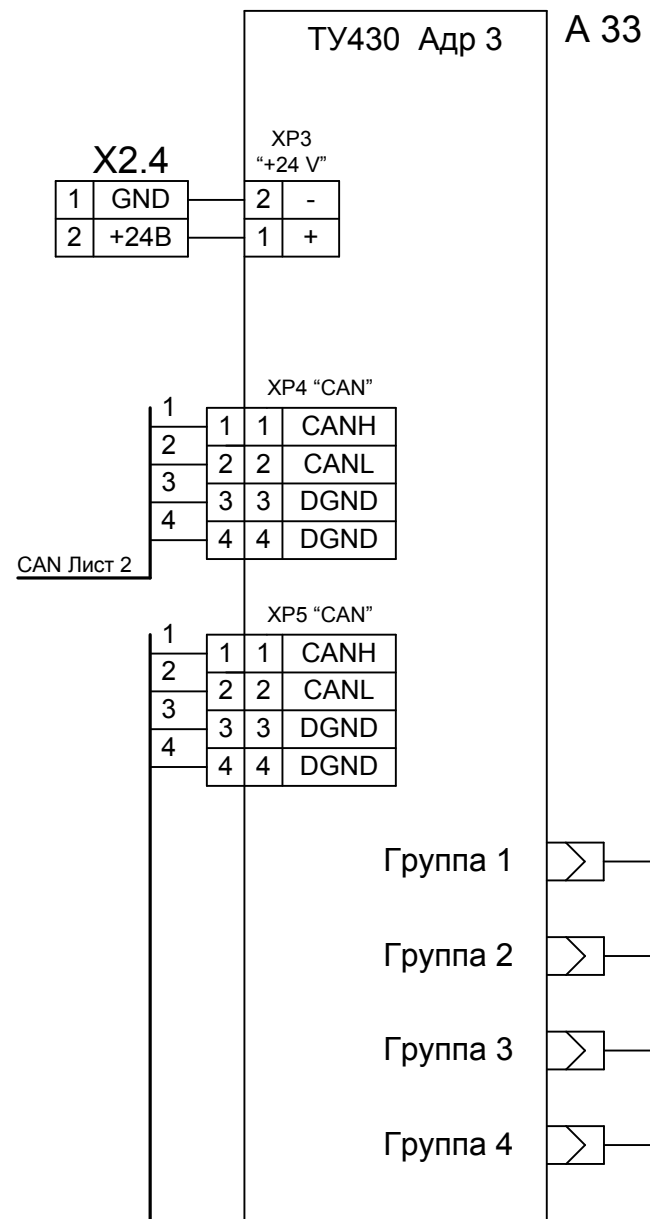 ТУ430 Адр 3
А 33
XP3
“+24 V”
X2.4
1 GND 2 -
2 +24В 1 +
XP4 “CAN”
1
1 1 CANH
2
2 2 CANL
3
3 3 DGND
4
4 4 DGND
CAN Лист 2
XP5 “CAN”
1
1 1 CANH
2
2 2 CANL
3
3 3 DGND
4
4 4 DGND
Группа 1
Группа 2
Группа 3
Группа 4